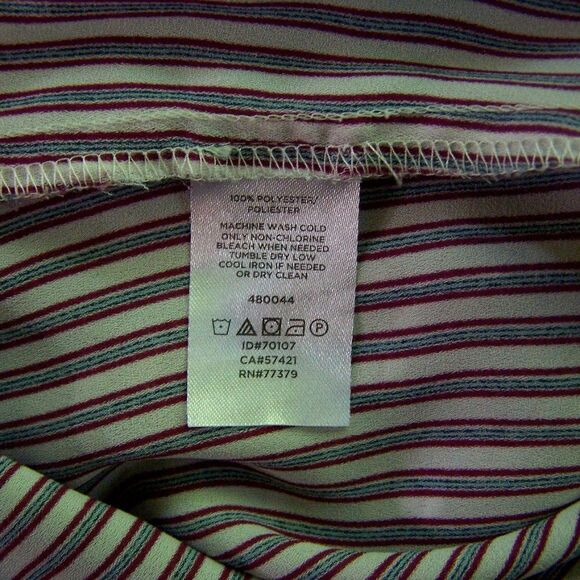 100% POLYESTER/
POLIESTER
MACHINE WASH COLD
ONLY NON-CHLORINE
BLEACH WHEN NEEDED
TUMBLE DRY LOW
COOL IRON IF NEEDED
OR DRY CLEAN
480044
P
ID#70107
CA#57421
RN#77379